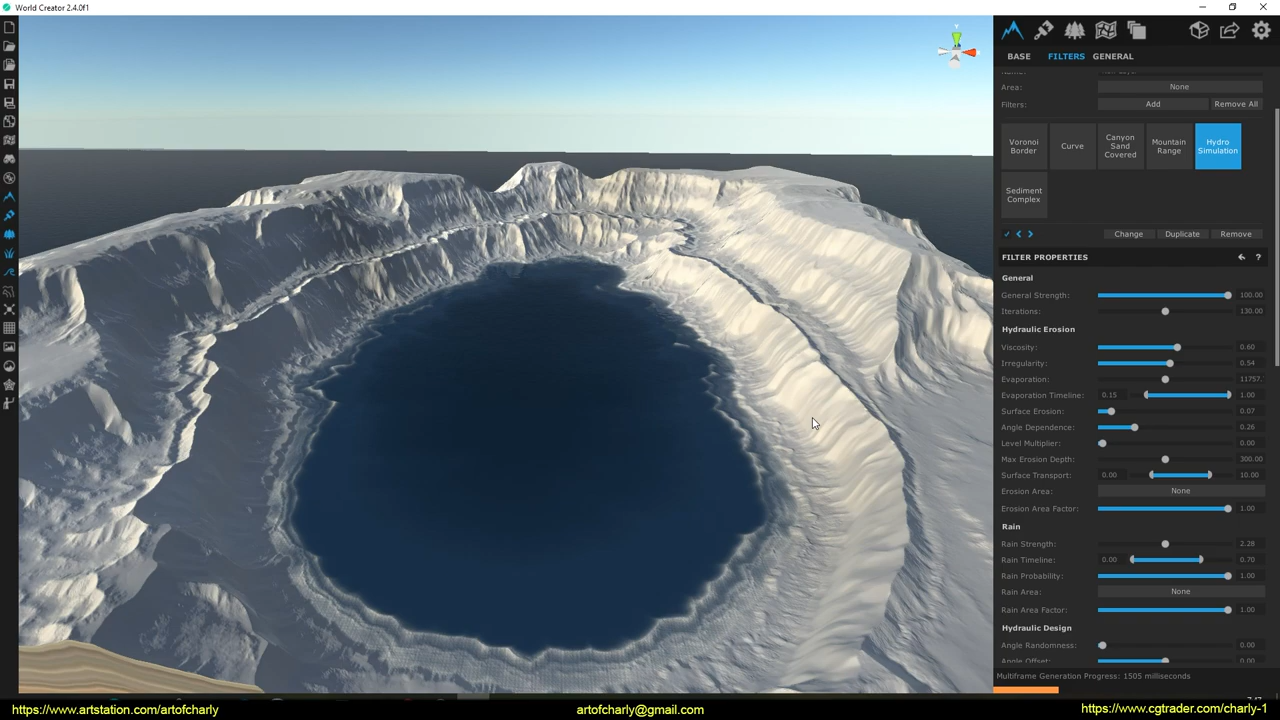 World Creator 2.4.0f1
Y
BASE FILTERS GENERAL
Area: None
Filters: Add Remove All
Voronoi Border
Curve
Canyon Sand Covered
Mountain Range
Hydro Simulation
Sediment Complex
Change Duplicate Remove
FILTER PROPERTIES ?
General
General Strength: 100.00
Iterations: 130.00
Hydraulic Erosion
Viscosity: 0.60
Irregularity: 0.54
Evaporation: 11757.
Evaporation Timeline: 0.15 1.00
Surface Erosion: 0.07
Angle Dependence: 0.26
Level Multiplier: 0.00
Max Erosion Depth: 300.00
Surface Transport: 0.00 10.00
Erosion Area: None
Erosion Area Factor: 1.00
Rain
Rain Strength: 2.28
Rain Timeline: 0.00 0.70
Rain Probability: 1.00
Rain Area: None
Rain Area Factor: 1.00
Hydraulic Design
Angle Randomness: 0.00
Angle Offset: 0.00
Multiframe Generation Progress: 1505 milliseconds
https://www.artstation.com/artofcharly artofcharly@gmail.com https://www.cgtrader.com/charly-1